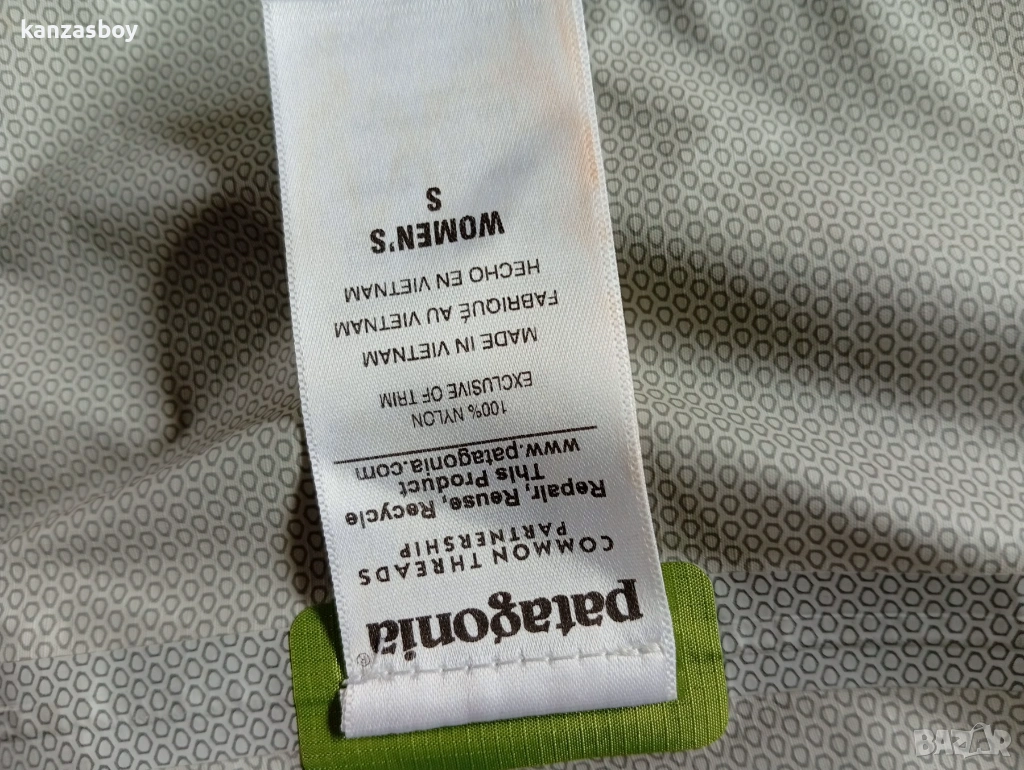 kanzasboy
patagonia®
COMMON THREADS
PARTNERSHIP
Repair, Reuse, Recycle
This Product
www.patagonia.com
100% NYLON
EXCLUSIVE OF TRIM
MADE IN VIETNAM
FABRIQUÉ AU VIETNAM
HECHO EN VIETNAM
WOMEN'S
S
BAZAR